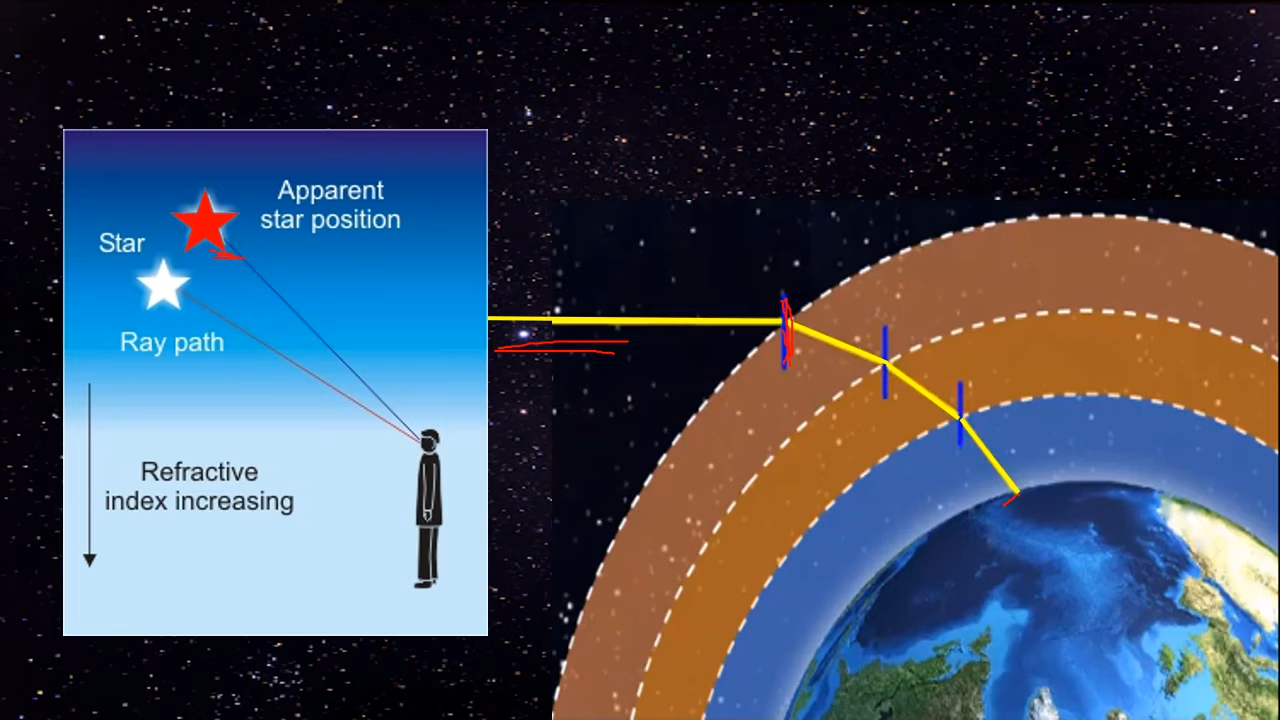 Apparent
star position
Star
Ray path
Refractive
index increasing